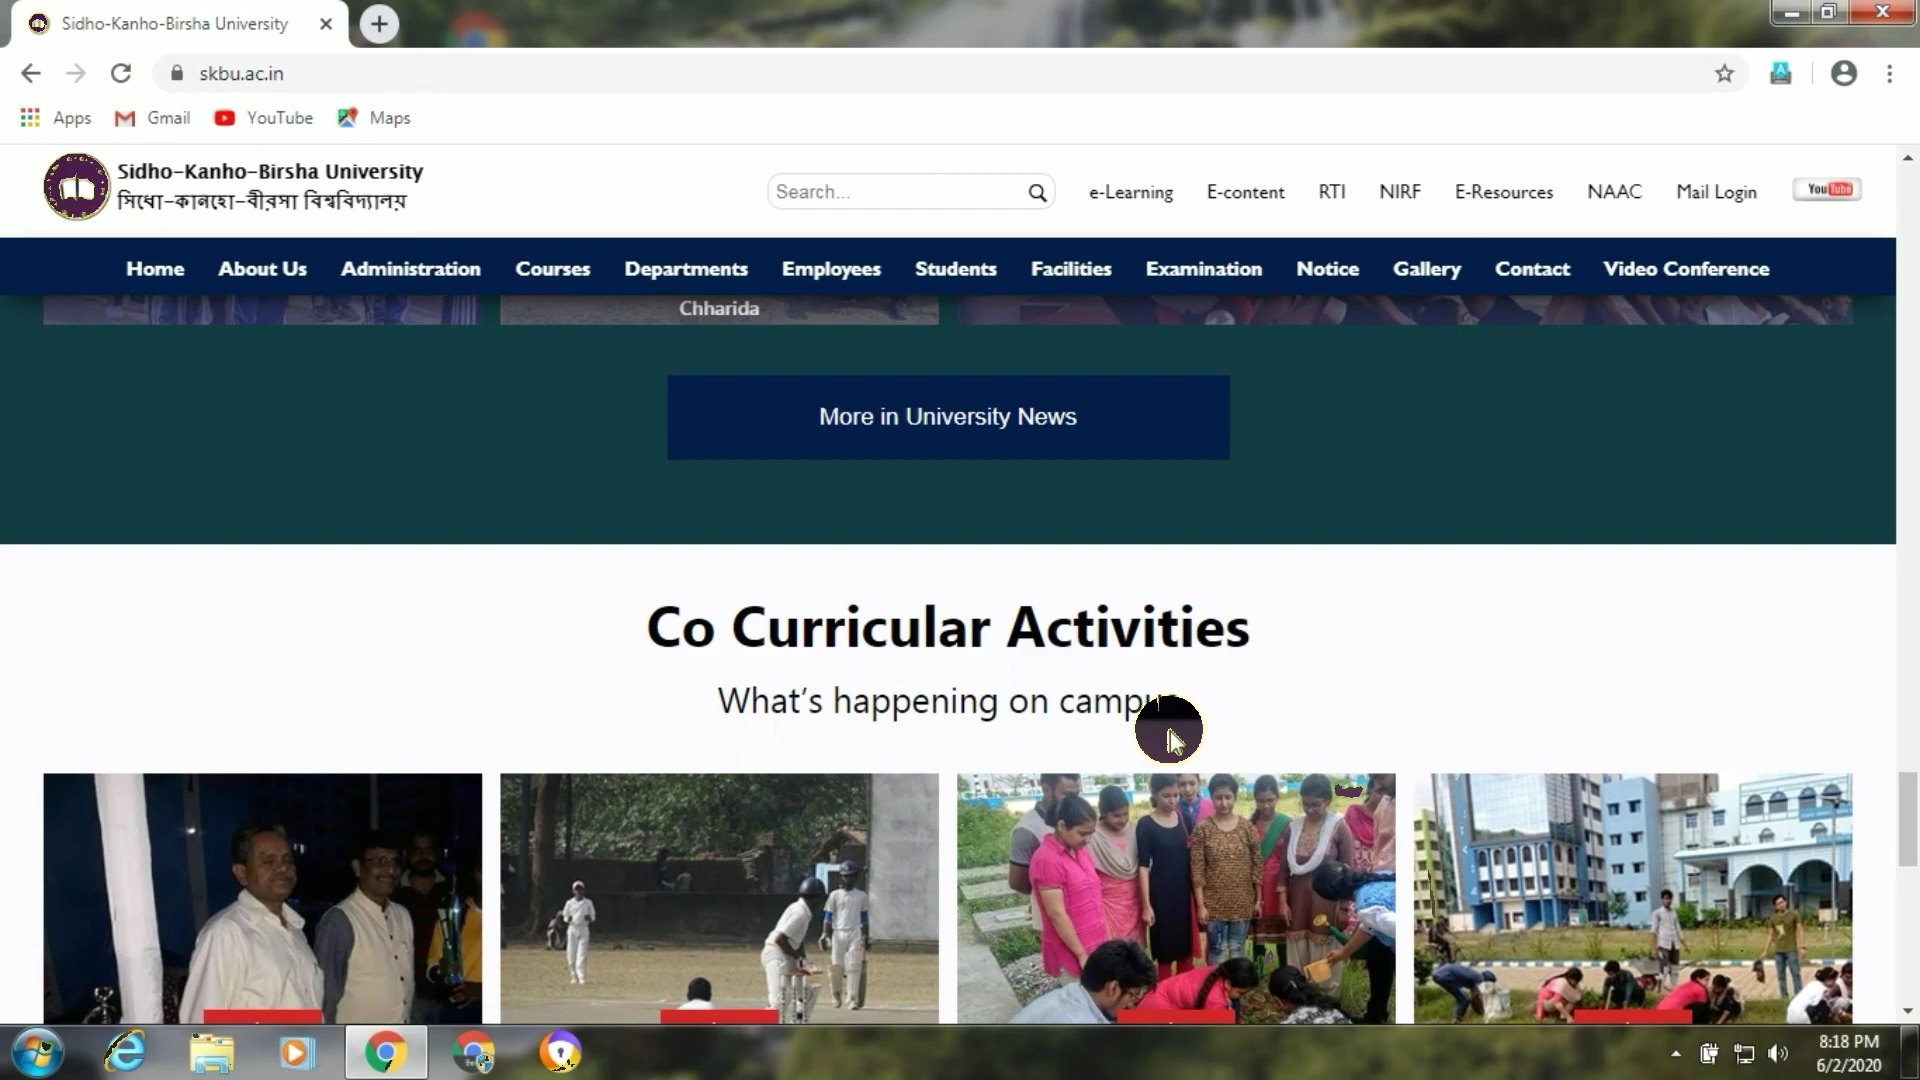 Sidho-Kanho-Birsha University
skbu.ac.in
Apps Gmail YouTube Maps
Sidho-Kanho-Birsha University
সিধো-কানহো-বীরসা বিশ্ববিদ্যালয়
Search... e-Learning E-content RTI NIRF E-Resources NAAC Mail Login YouTube
Home About Us Administration Courses Departments Employees Students Facilities Examination Notice Gallery Contact Video Conference
Chharida
More in University News
Co Curricular Activities
What's happening on campus
8:18 PM
6/2/2020